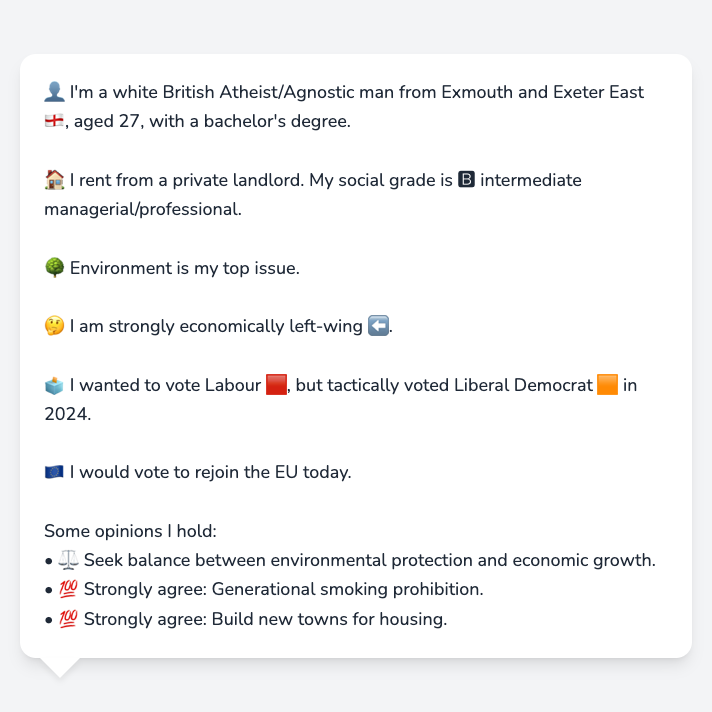 👤 I'm a white British Atheist/Agnostic man from Exmouth and Exeter East
🏴󠁧󠁢󠁥󠁮󠁧󠁿, aged 27, with a bachelor's degree.
🏠 I rent from a private landlord. My social grade is 🅱 intermediate
managerial/professional.
🌳 Environment is my top issue.
🤔 I am strongly economically left-wing ⬅️.
🗳️ I wanted to vote Labour 🟥, but tactically voted Liberal Democrat 🟧 in
2024.
🇪🇺 I would vote to rejoin the EU today.
Some opinions I hold:
• ⚖️ Seek balance between environmental protection and economic growth.
• 💯 Strongly agree: Generational smoking prohibition.
• 💯 Strongly agree: Build new towns for housing.